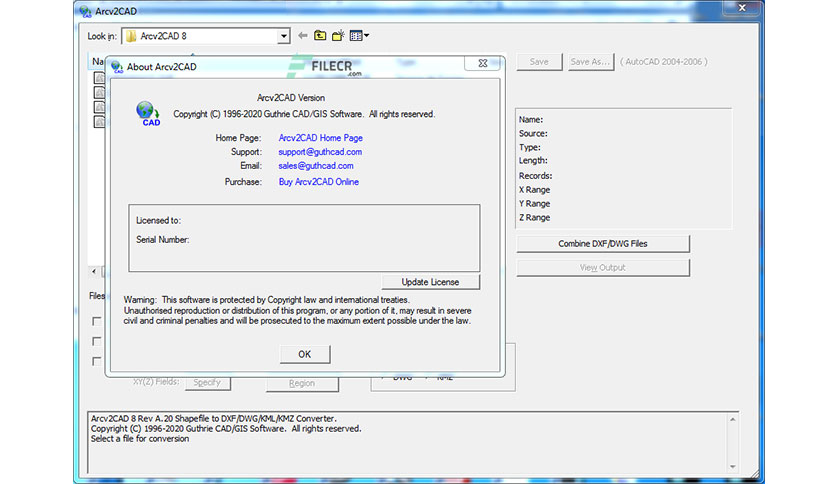 Arcv2CAD
Look in:
Arcv2CAD 8
Save
Save As...
( AutoCAD 2004-2006 )
About Arcv2CAD
FILECR
.com
Arcv2CAD Version
Copyright (C) 1996-2020 Guthrie CAD/GIS Software. All rights reserved.
CAD
Home Page: Arcv2CAD Home Page
Support: support@guthcad.com
Email: sales@guthcad.com
Purchase: Buy Arcv2CAD Online
Licensed to:
Serial Number:
Update License
Warning: This software is protected by Copyright law and international treaties.
Unauthorised reproduction or distribution of this program, or any portion of it, may result in severe
civil and criminal penalties and will be prosecuted to the maximum extent possible under the law.
OK
Name:
Source:
Type:
Length:
Records:
X Range
Y Range
Z Range
Combine DXF/DWG Files
View Output
Files
XY(Z) Fields:
Specify
Region
DWG
KMZ
Arcv2CAD 8 Rev A.20 Shapefile to DXF/DWG/KML/KMZ Converter.
Copyright (C) 1996-2020 Guthrie CAD/GIS Software. All rights reserved.
Select a file for conversion